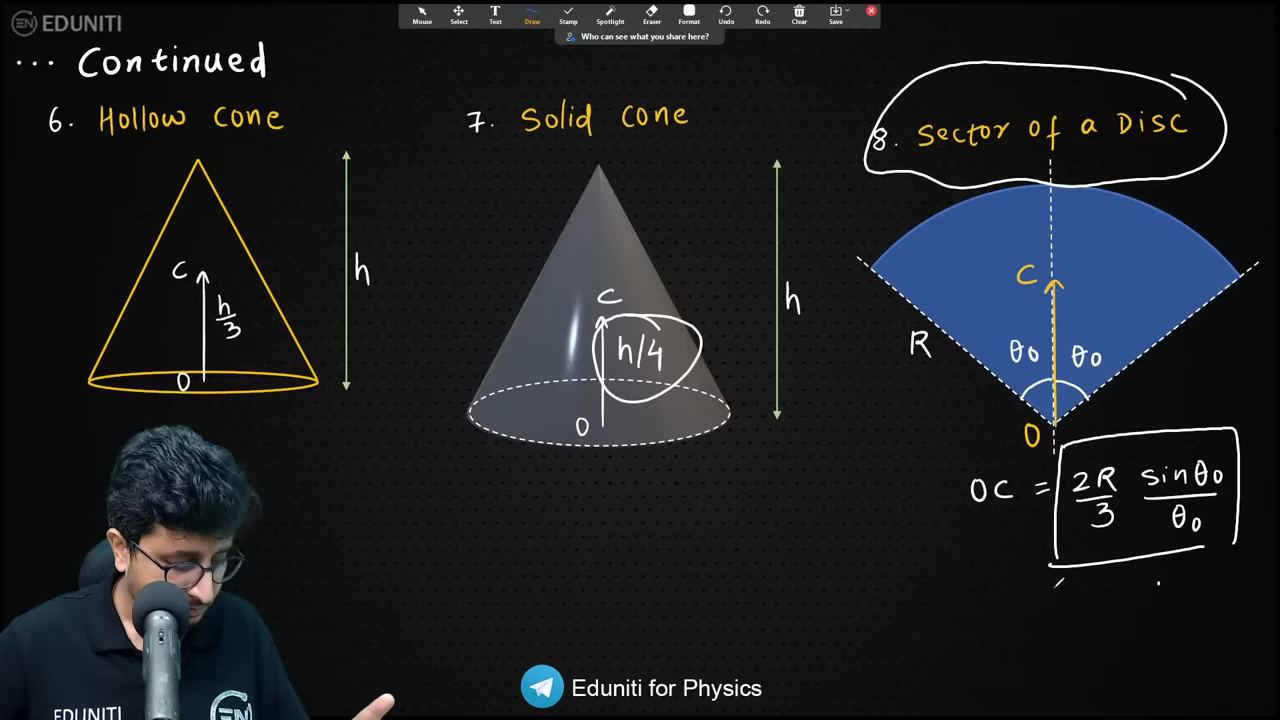 EDUNITI
Mouse Select Text Draw Stamp Spotlight Eraser Format Undo Redo Clear Save
Who can see what you share here?
... Continued
6. Hollow cone
7. Solid cone
8. Sector of a Disc
C
h/3
O
h
C
h/4
O
h
C
R
θ0 θ0
O
OC = 2R/3 sinθ0/θ0
EDUNITI
EN
Eduniti for Physics